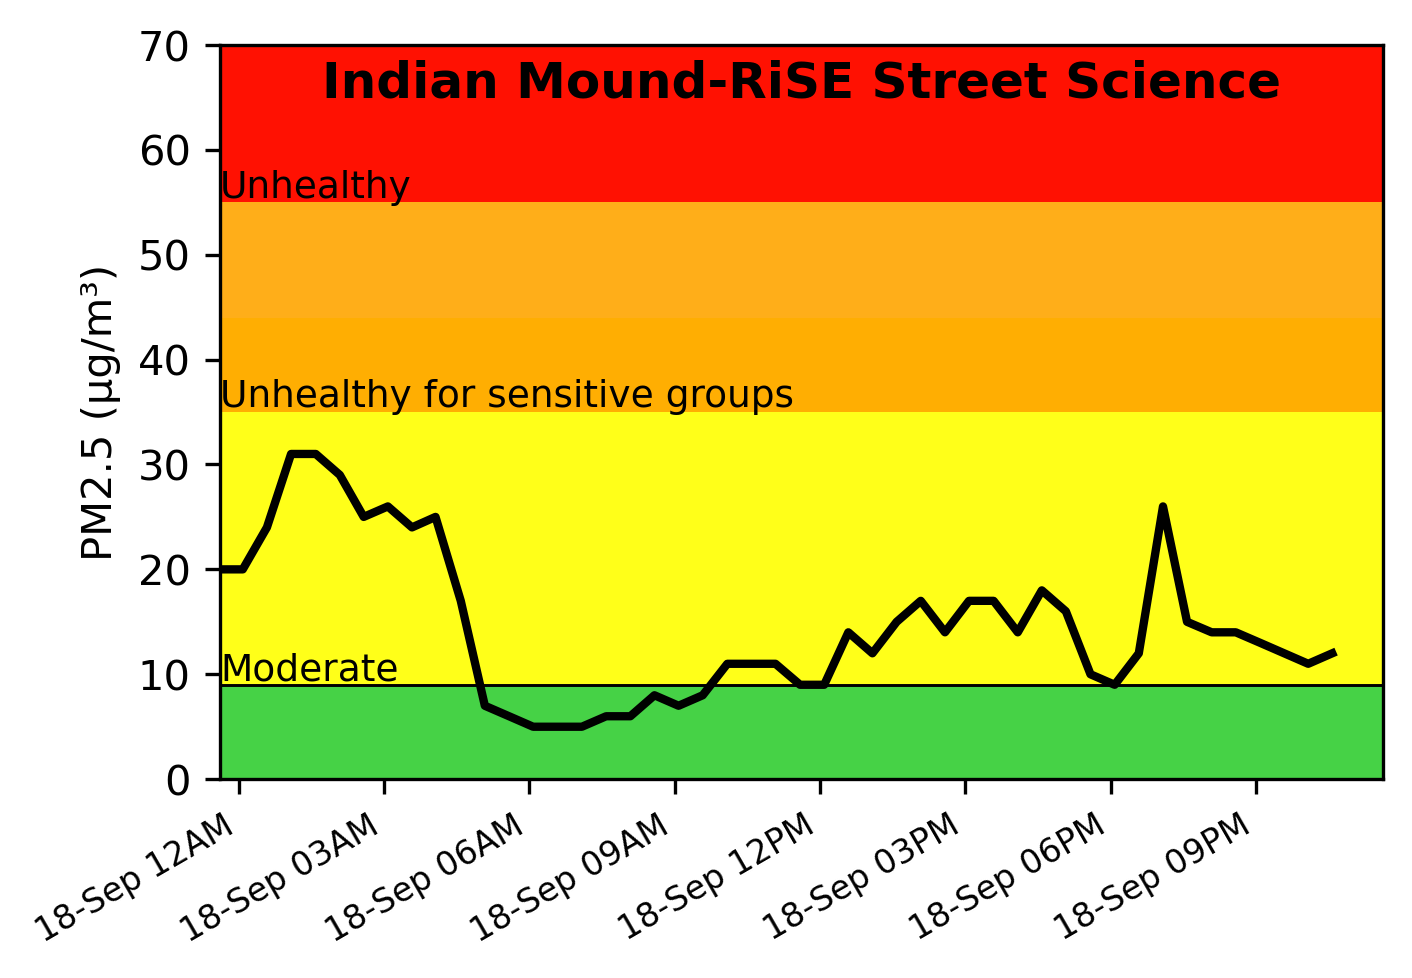 Indian Mound-RiSE Street Science
PM2.5 (µg/m³)
70
60
50
40
30
20
10
0
Unhealthy
Unhealthy for sensitive groups
Moderate
18-Sep 12AM
18-Sep 03AM
18-Sep 06AM
18-Sep 09AM
18-Sep 12PM
18-Sep 03PM
18-Sep 06PM
18-Sep 09PM